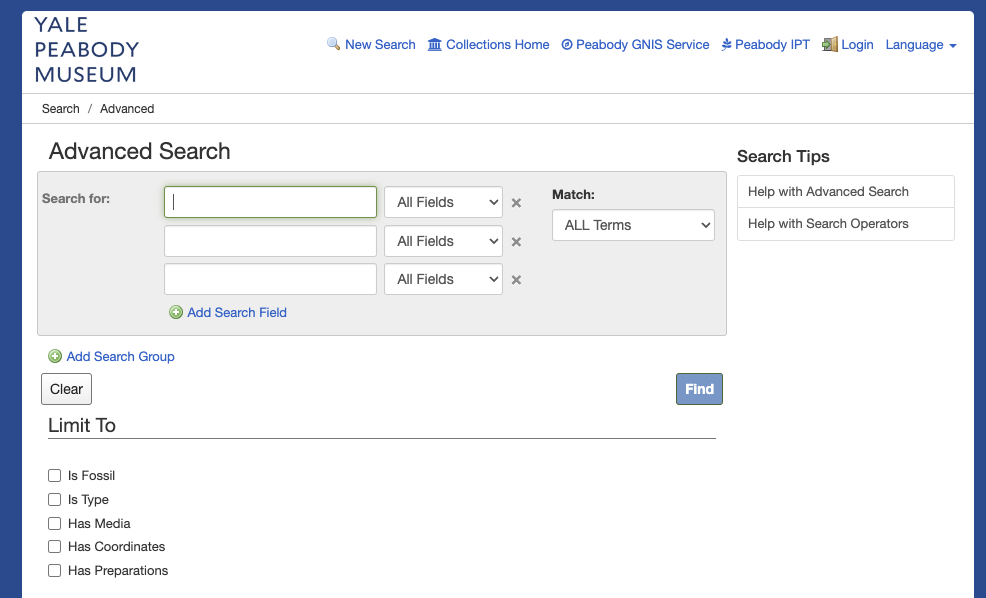 YALE
PEABODY
MUSEUM
New Search Collections Home Peabody GNIS Service Peabody IPT Login Language
Search / Advanced
Advanced Search
Search for:
All Fields
All Fields
All Fields
Add Search Field
Match:
ALL Terms
Add Search Group
Clear
Find
Limit To
Is Fossil
Is Type
Has Media
Has Coordinates
Has Preparations
Search Tips
Help with Advanced Search
Help with Search Operators